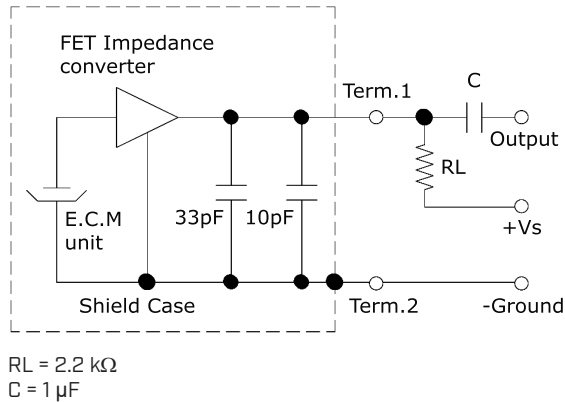 FET Impedance
converter
Term.1
C
Output
RL
+Vs
E.C.M
unit
33pF
10pF
Shield Case
Term.2
-Ground
RL = 2.2 kΩ
C = 1 µF